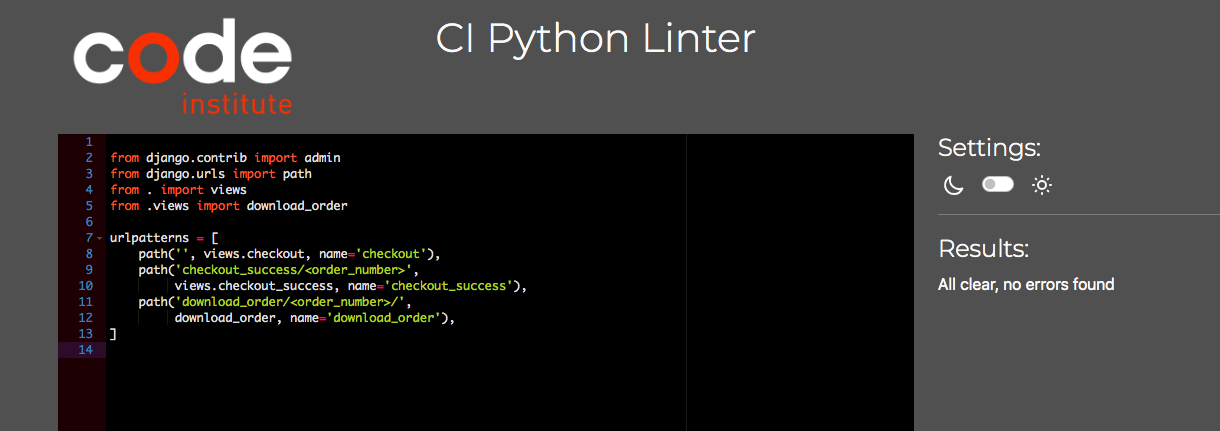 code
institute
CI Python Linter
1
2 from django.contrib import admin
3 from django.urls import path
4 from . import views
5 from .views import download_order
6
7 urlpatterns = [
8     path('', views.checkout, name='checkout'),
9     path('checkout_success/<order_number>',
10         views.checkout_success, name='checkout_success'),
11     path('download_order/<order_number>/',
12         download_order, name='download_order'),
13 ]
14
Settings:
Results:
All clear, no errors found